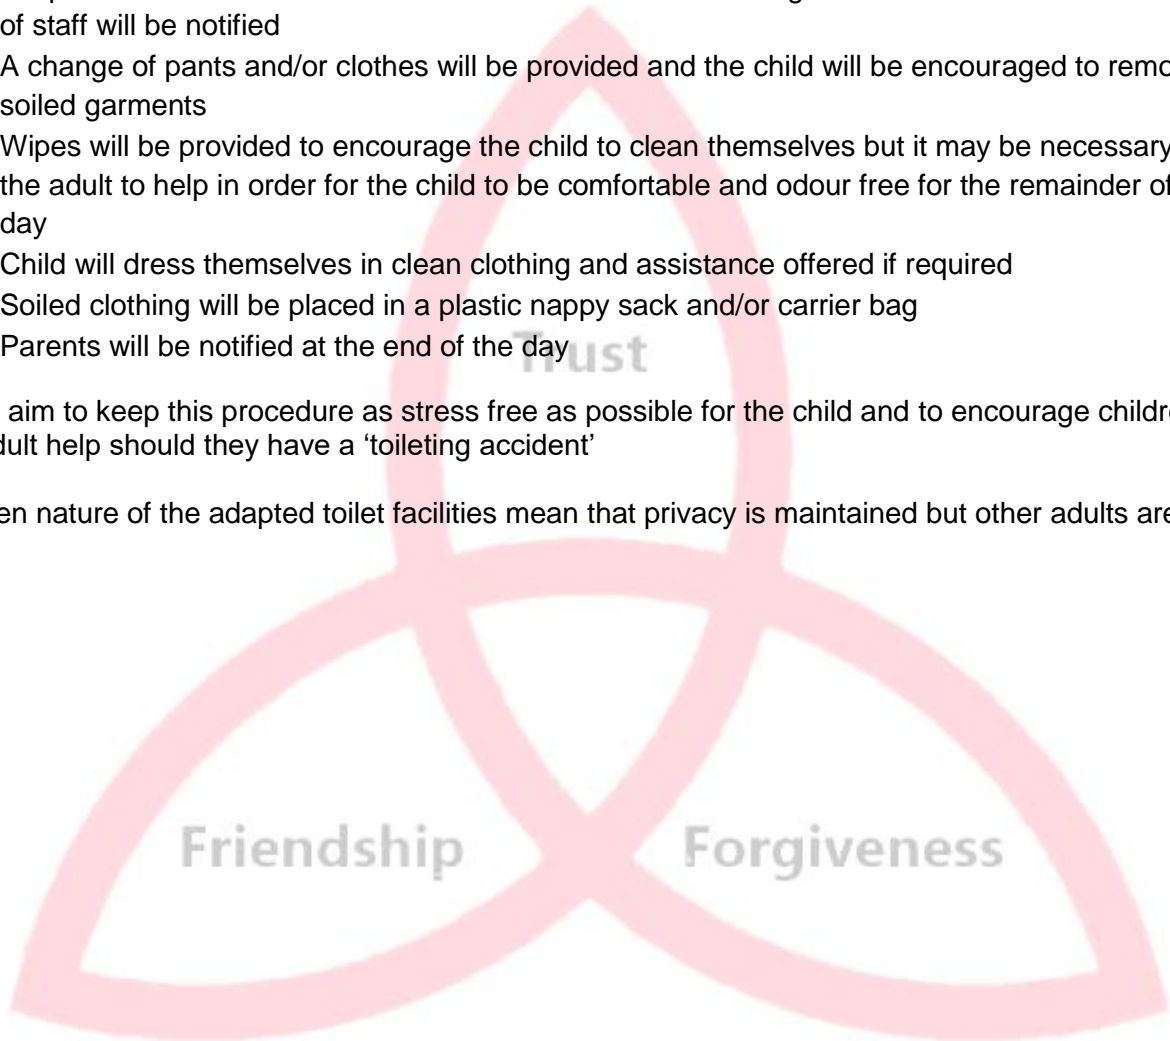 of staff will be notified
A change of pants and/or clothes will be provided and the child will be encouraged to remo
soiled garments
Wipes will be provided to encourage the child to clean themselves but it may be necessary
the adult to help in order for the child to be comfortable and odour free for the remainder of
day
Child will dress themselves in clean clothing and assistance offered if required
Soiled clothing will be placed in a plastic nappy sack and/or carrier bag
Parents will be notified at the end of the day
Trust
aim to keep this procedure as stress free as possible for the child and to encourage childre
dult help should they have a ‘toileting accident’
en nature of the adapted toilet facilities mean that privacy is maintained but other adults are
Friendship
Forgiveness